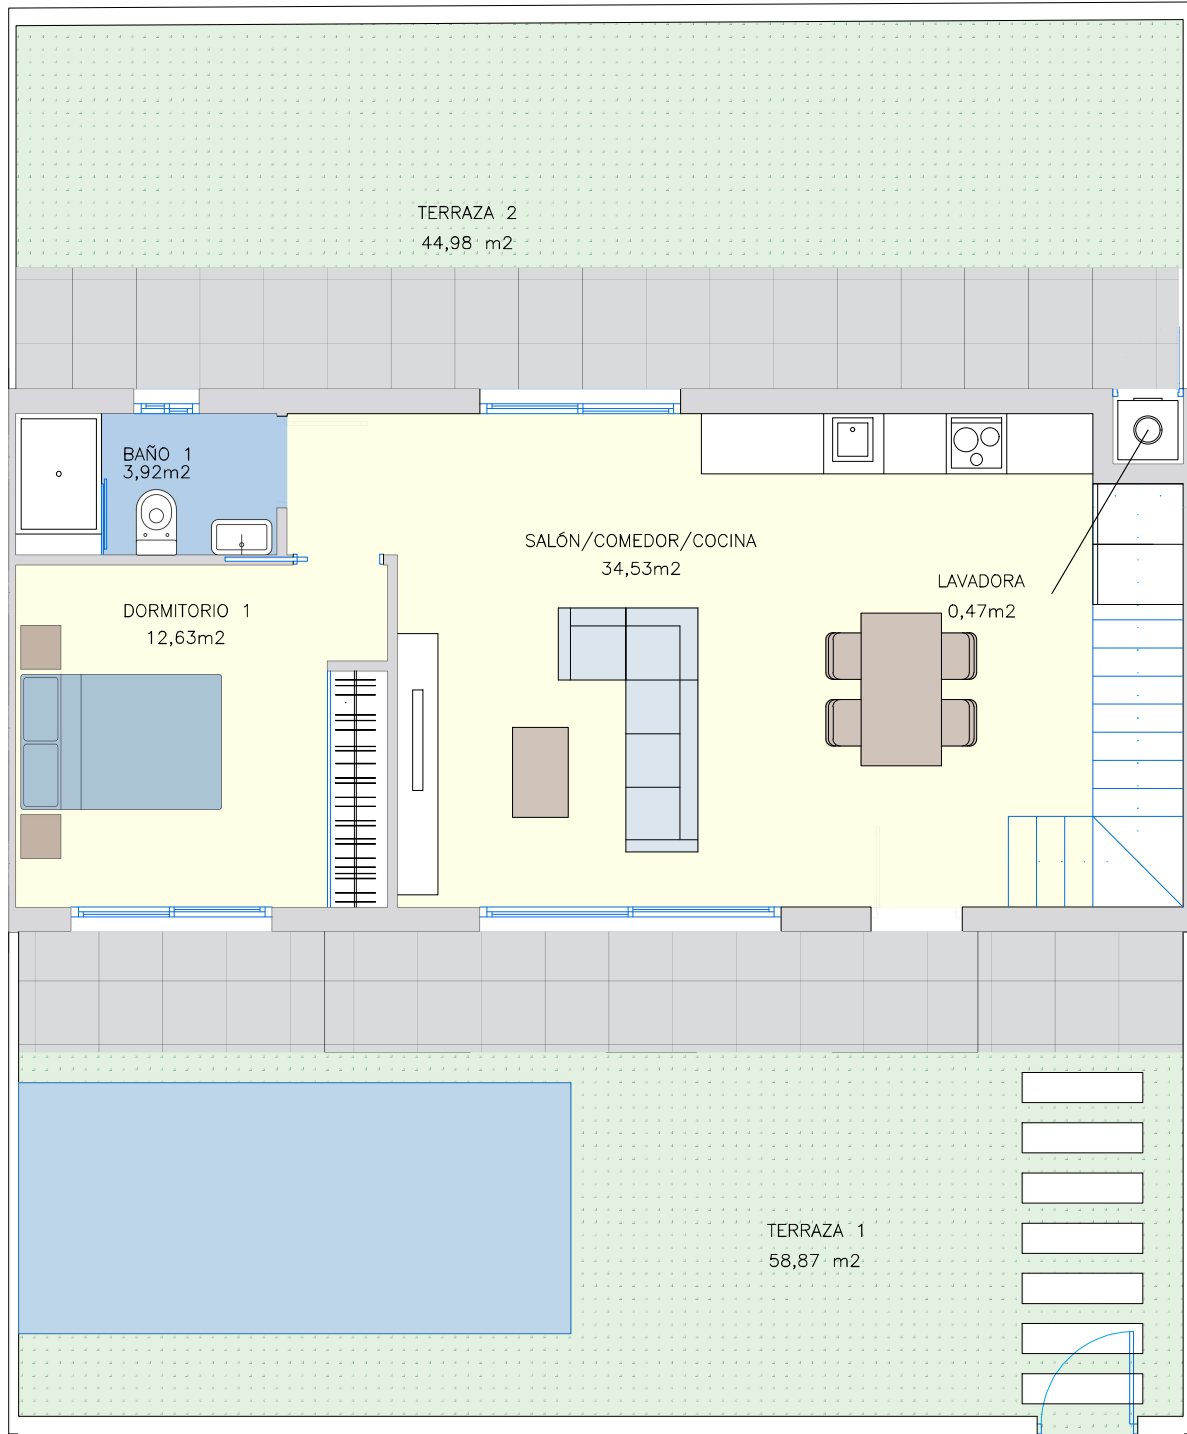 TERRAZA 2
44,98 m2
BAÑO 1
3,92m2
SALÓN/COMEDOR/COCINA
34,53m2
LAVADORA
0,47m2
DORMITORIO 1
12,63m2
TERRAZA 1
58,87 m2